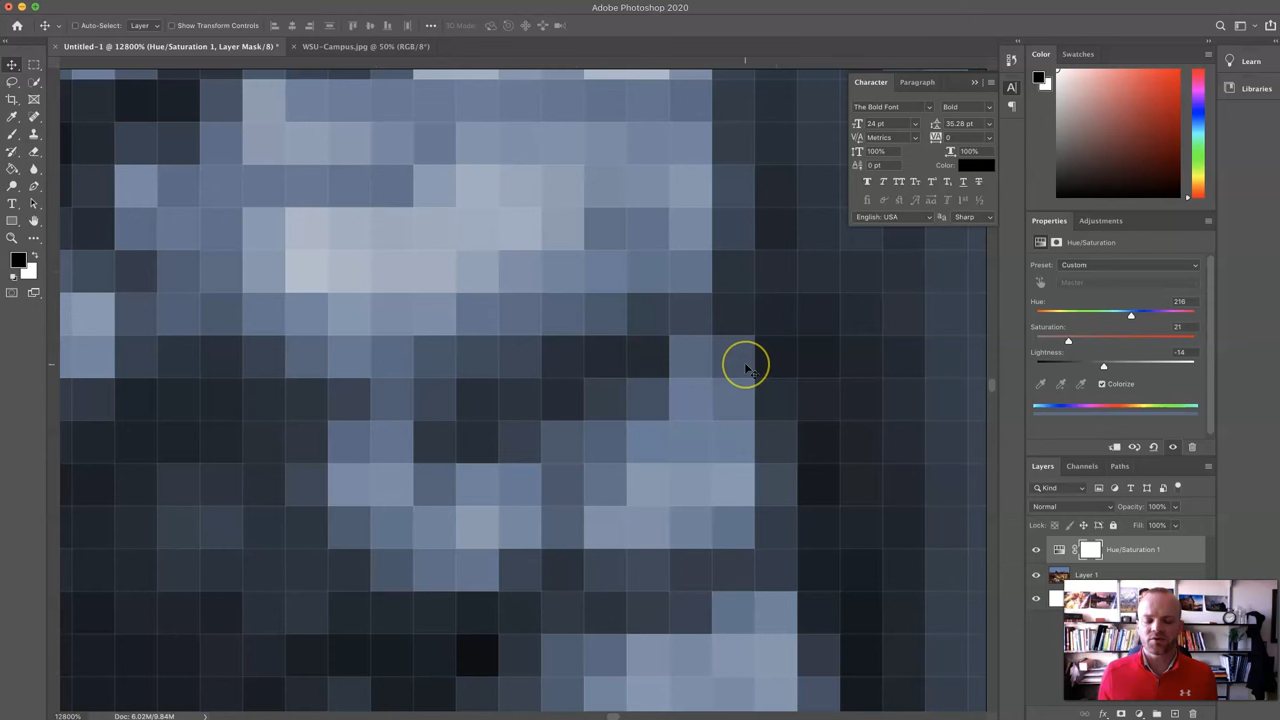 Adobe Photoshop 2020
Auto-Select: Layer Show Transform Controls 3D Mode:
Untitled-1 @ 12800% (Hue/Saturation 1, Layer Mask/8) * WSU-Campus.jpg @ 50% (RGB/8*)
Character Paragraph
The Bold Font Bold
24 pt 35.28 pt
Metrics 0
100% 100%
0 pt Color:
English: USA Sharp
Color Swatches
Learn
Libraries
Properties Adjustments
Hue/Saturation
Preset: Custom
Master
Hue: 216
Saturation: 21
Lightness: -14
Colorize
Layers Channels Paths
Kind
Normal Opacity: 100%
Lock: Fill: 100%
Hue/Saturation 1
Layer 1
12800% Doc: 6.02M/9.84M